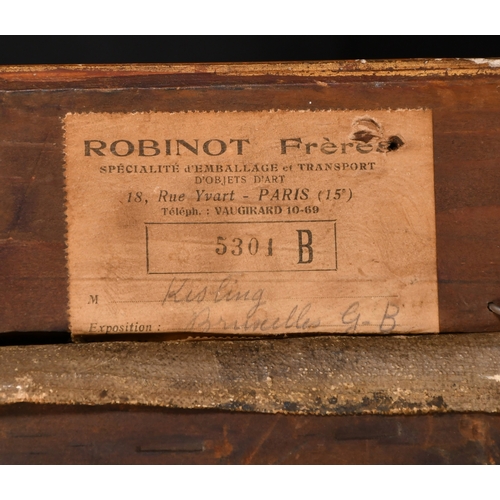 ROBINOT Frères
SPÉCIALITÉ d'EMBALLAGE et TRANSPORT
D'OBJETS D'ART
18, Rue Yvart - PARIS (15e)
Téléph. : VAUGIRARD 10-69
5301 B
M Kisling
Exposition : Bruxelles G-B